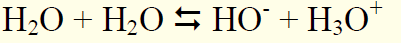 H₂O + H₂O ⇆ HO⁻ + H₃O⁺